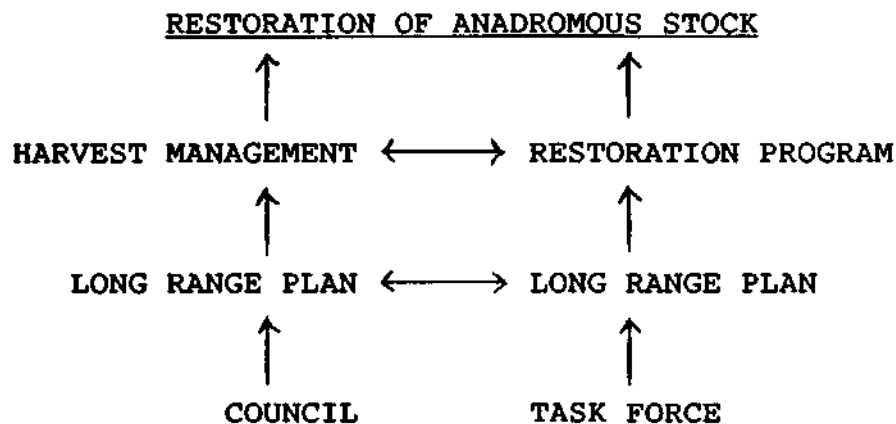 RESTORATION OF ANADROMOUS STOCK
HARVEST MANAGEMENT ⟷ RESTORATION PROGRAM
LONG RANGE PLAN ⟷ LONG RANGE PLAN
COUNCIL TASK FORCE